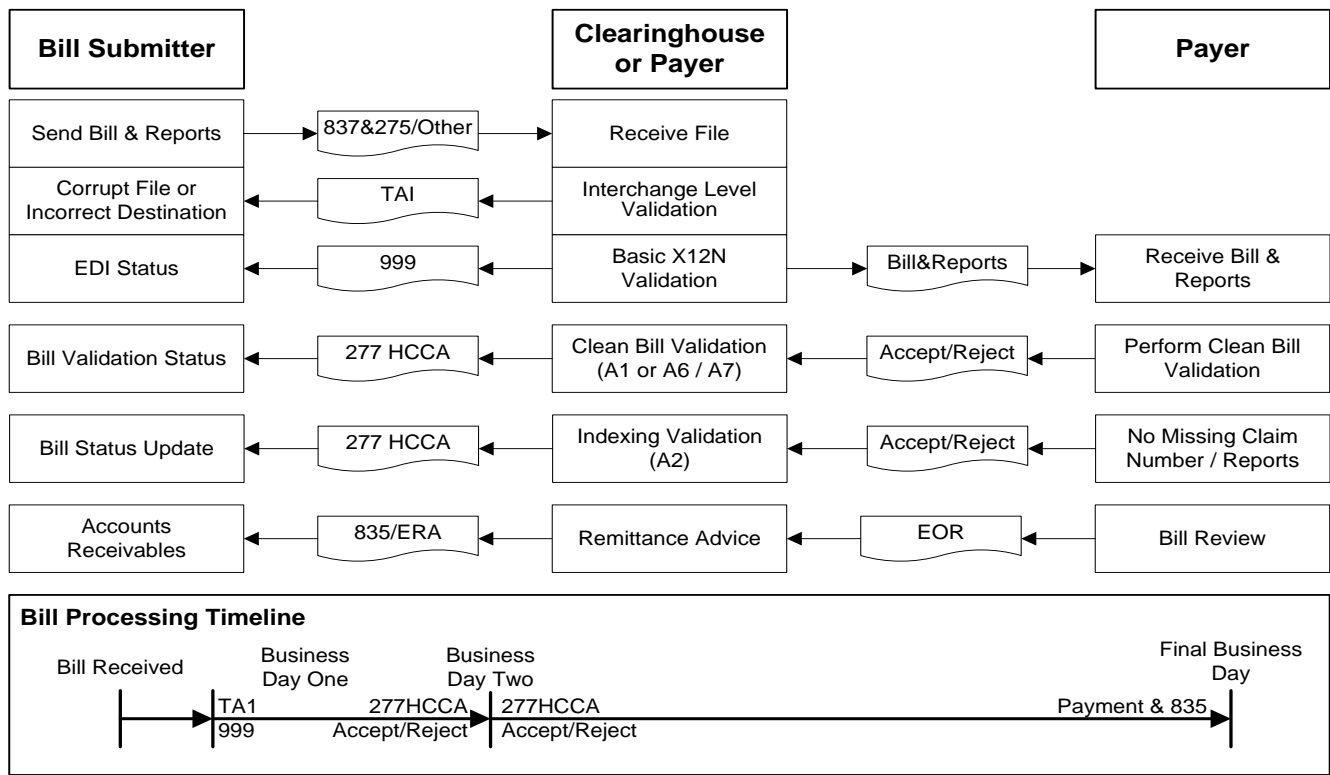 Bill Submitter
Clearinghouse
or Payer
Payer
Send Bill & Reports
837&275/Other
Receive File
Corrupt File or
Incorrect Destination
TAI
Interchange Level
Validation
EDI Status
999
Basic X12N
Validation
Bill&Reports
Receive Bill &
Reports
Bill Validation Status
277 HCCA
Clean Bill Validation
(A1 or A6 / A7)
Accept/Reject
Perform Clean Bill
Validation
Bill Status Update
277 HCCA
Indexing Validation
(A2)
Accept/Reject
No Missing Claim
Number / Reports
Accounts
Receivables
835/ERA
Remittance Advice
EOR
Bill Review
Bill Processing Timeline
Bill Received
Business
Day One
Business
Day Two
Final Business
Day
TA1
999
277HCCA
Accept/Reject
277HCCA
Accept/Reject
Payment & 835